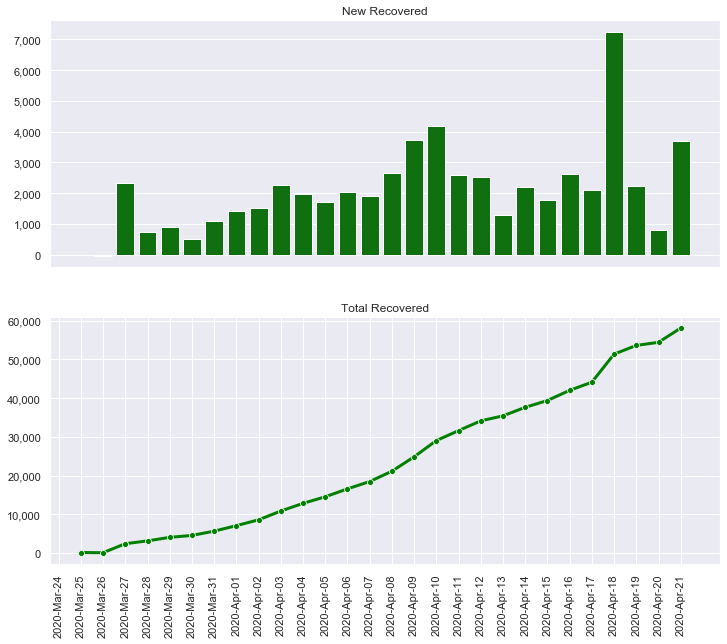 New Recovered
7,000
6,000
5,000
4,000
3,000
2,000
1,000
0
Total Recovered
60,000
50,000
40,000
30,000
20,000
10,000
0
2020-Mar-24
2020-Mar-25
2020-Mar-26
2020-Mar-27
2020-Mar-28
2020-Mar-29
2020-Mar-30
2020-Mar-31
2020-Apr-01
2020-Apr-02
2020-Apr-03
2020-Apr-04
2020-Apr-05
2020-Apr-06
2020-Apr-07
2020-Apr-08
2020-Apr-09
2020-Apr-10
2020-Apr-11
2020-Apr-12
2020-Apr-13
2020-Apr-14
2020-Apr-15
2020-Apr-16
2020-Apr-17
2020-Apr-18
2020-Apr-19
2020-Apr-20
2020-Apr-21